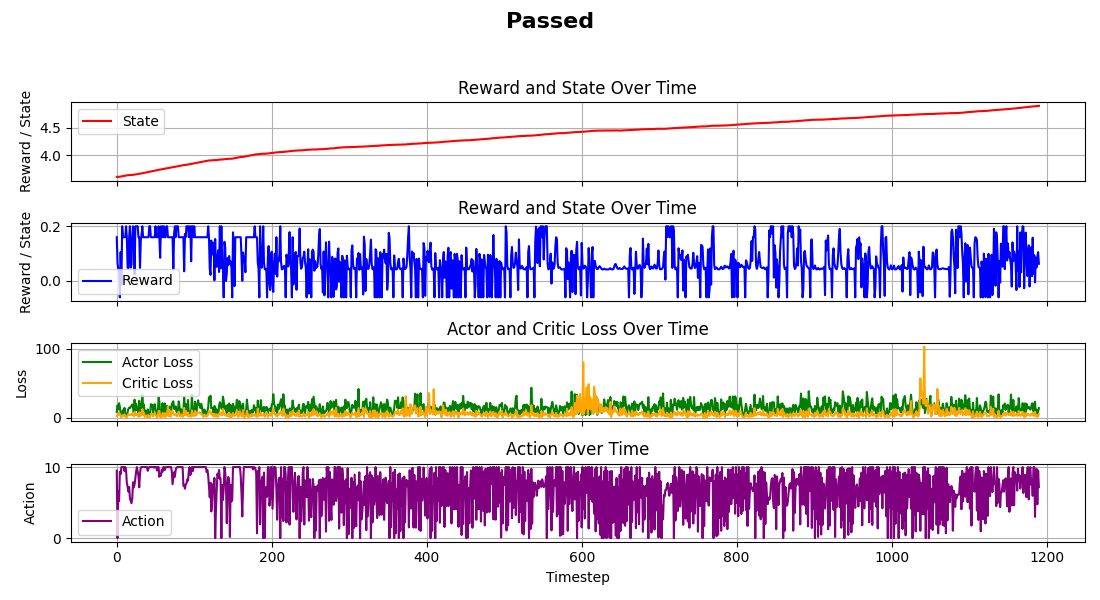 Passed
Reward and State Over Time
Reward / State
4.5
4.0
State
Reward and State Over Time
Reward / State
0.2
0.0
Reward
Actor and Critic Loss Over Time
Loss
100
0
Actor Loss
Critic Loss
Action Over Time
Action
10
0
Action
0 200 400 600 800 1000 1200
Timestep